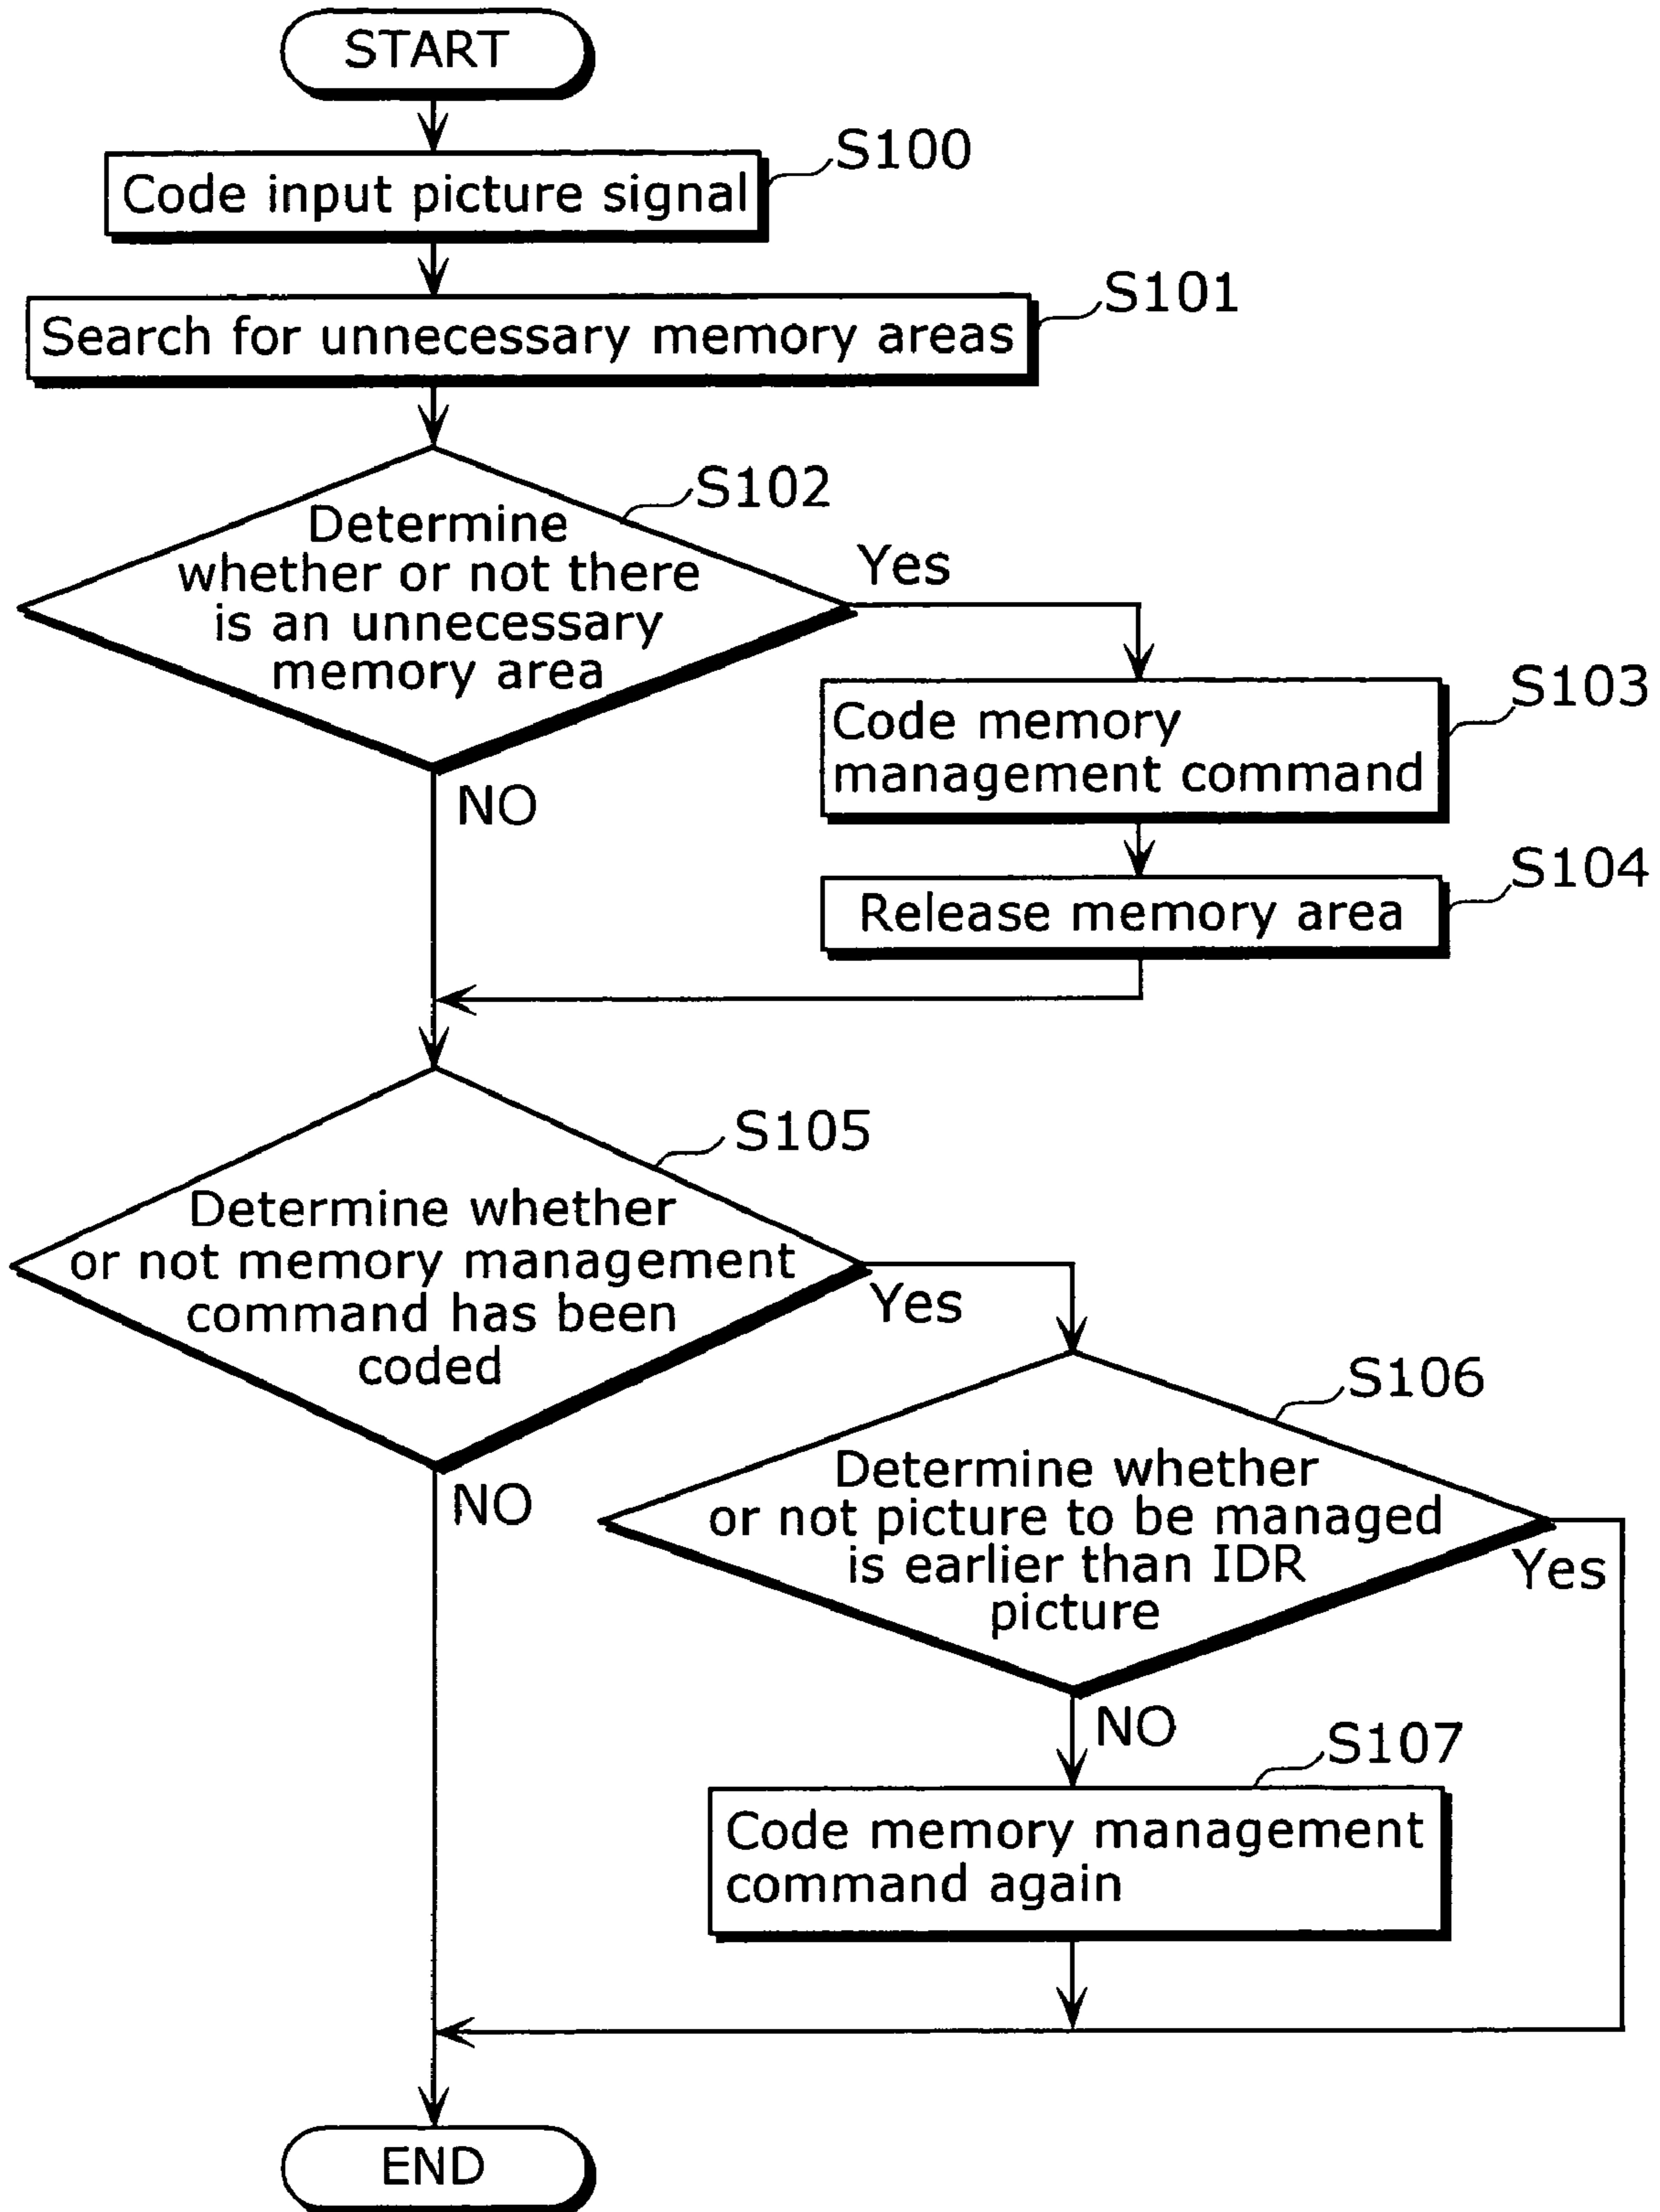 START
S100
Code input picture signal
S101
Search for unnecessary memory areas
S102
Determine
whether or not there
is an unnecessary
memory area
Yes
NO
S103
Code memory
management command
S104
Release memory area
S105
Determine whether
or not memory management
command has been
coded
Yes
NO
S106
Determine whether
or not picture to be managed
is earlier than IDR
picture
Yes
NO
S107
Code memory management
command again
END